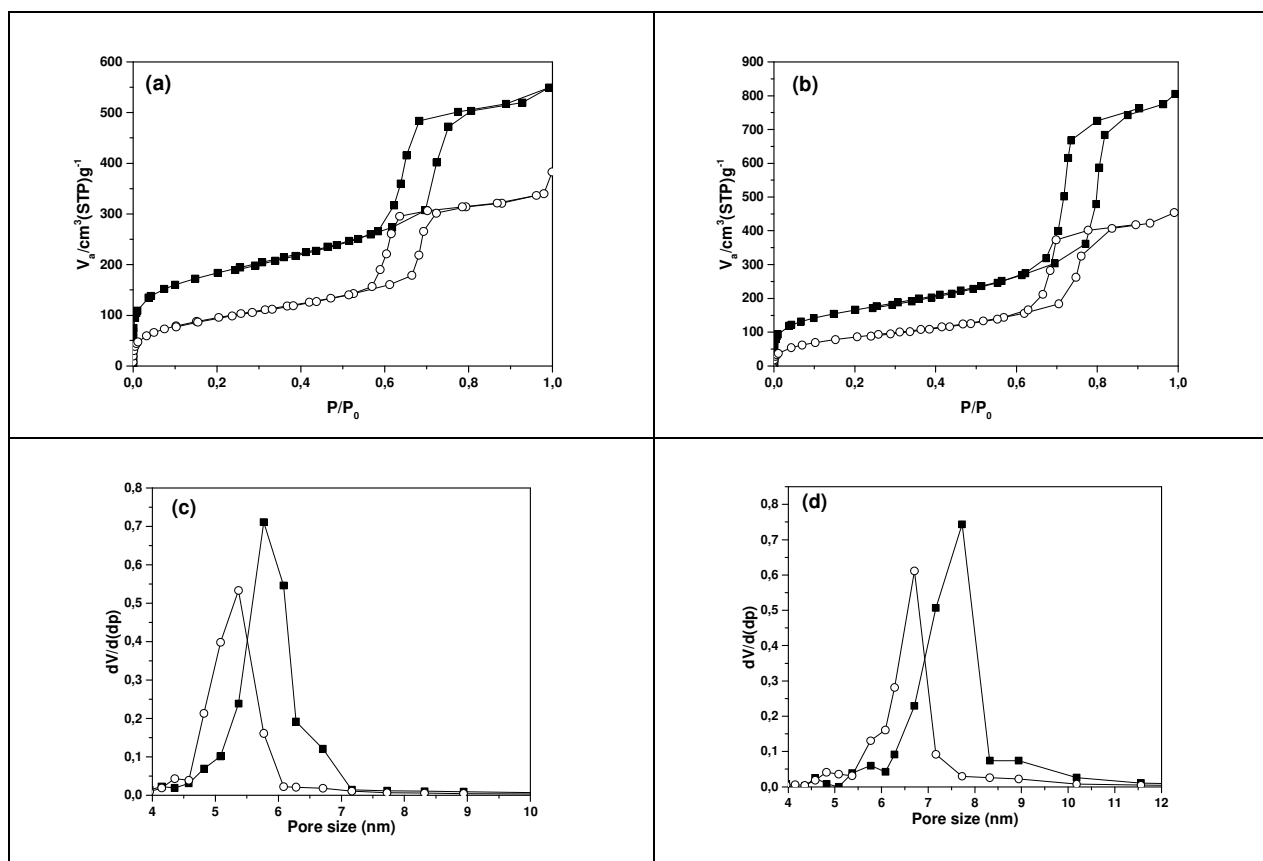 (a)
600
500
400
300
200
100
0
Vₐ/cm³(STP)g⁻¹
0,0 0,2 0,4 0,6 0,8 1,0
P/P₀
(b)
900
800
700
600
500
400
300
200
100
0
Vₐ/cm³(STP)g⁻¹
0,0 0,2 0,4 0,6 0,8 1,0
P/P₀
(c)
0,8
0,7
0,6
0,5
0,4
0,3
0,2
0,1
0,0
dV/d(dp)
4 5 6 7 8 9 10
Pore size (nm)
(d)
0,8
0,7
0,6
0,5
0,4
0,3
0,2
0,1
0,0
dV/d(dp)
4 5 6 7 8 9 10 11 12
Pore size (nm)